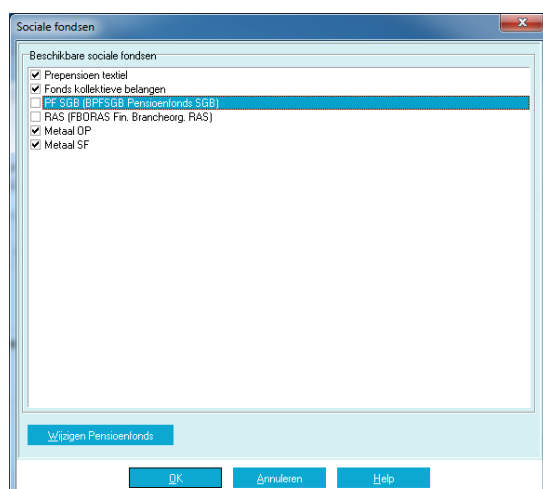 Sociale fondsen
Beschikbare sociale fondsen
Prepensioen textiel
Fonds kollektieve belangen
PF SGB (BPFSGB Pensioenfonds SGB)
RAS (FBORAS Fin. Brancheorg. RAS)
Metaal OP
Metaal SF
Wijzigen Pensioenfonds
OK Annuleren Help